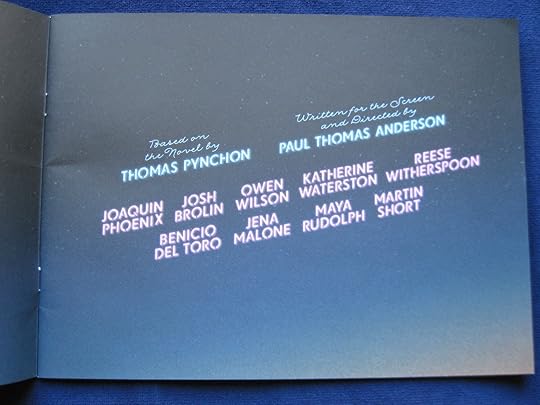 Based on
the Novel by
THOMAS PYNCHON
Written for the Screen
and Directed by
PAUL THOMAS ANDERSON
JOAQUIN PHOENIX
JOSH BROLIN
OWEN WILSON
KATHERINE WATERSTON
REESE WITHERSPOON
BENICIO DEL TORO
JENA MALONE
MAYA RUDOLPH
MARTIN SHORT